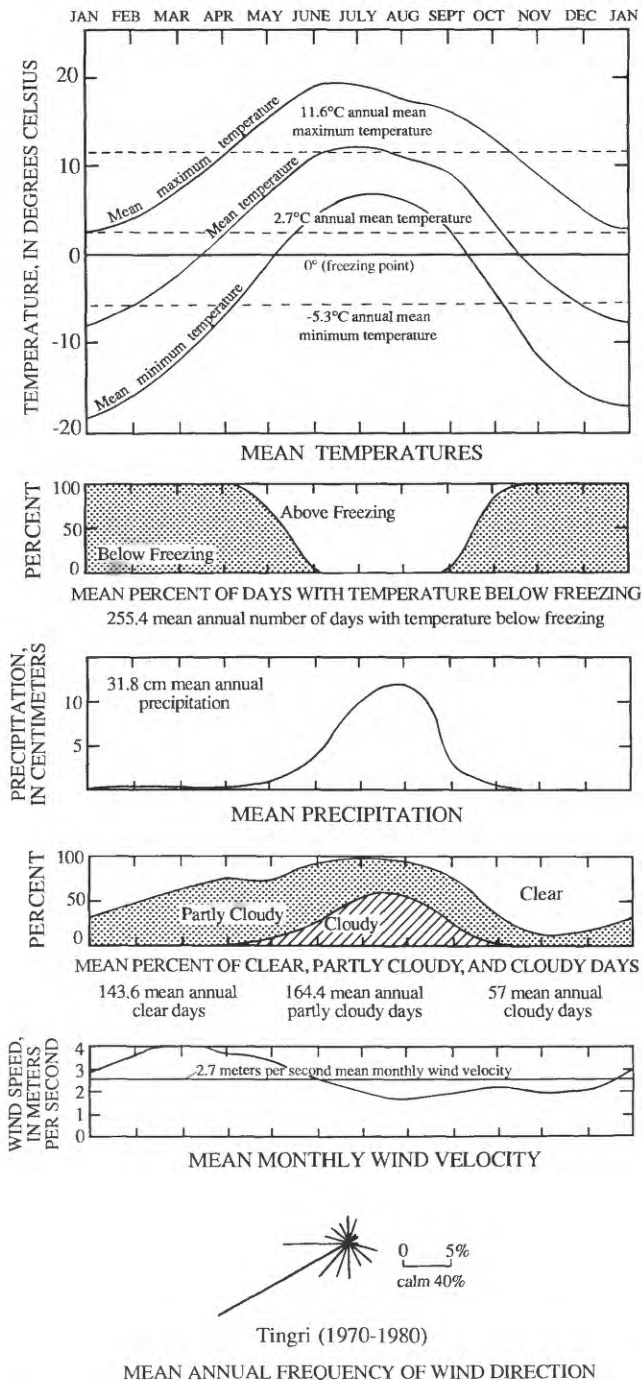 JAN FEB MAR APR MAY JUNE JULY AUG SEPT OCT NOV DEC JAN
TEMPERATURE, IN DEGREES CELSIUS
20
10
0
-10
-20
Mean maximum temperature
11.6°C annual mean
maximum temperature
Mean temperature
2.7°C annual mean temperature
0° (freezing point)
Mean minimum temperature
-5.3°C annual mean
minimum temperature
MEAN TEMPERATURES
PERCENT
100
50
0
Above Freezing
Below Freezing
MEAN PERCENT OF DAYS WITH TEMPERATURE BELOW FREEZING
255.4 mean annual number of days with temperature below freezing
PRECIPITATION,
IN CENTIMETERS
10
5
31.8 cm mean annual
precipitation
MEAN PRECIPITATION
PERCENT
100
50
0
Clear
Partly Cloudy
Cloudy
MEAN PERCENT OF CLEAR, PARTLY CLOUDY, AND CLOUDY DAYS
143.6 mean annual
clear days
164.4 mean annual
partly cloudy days
57 mean annual
cloudy days
WIND SPEED,
IN METERS
PER SECOND
4
3
2
1
0
2.7 meters per second mean monthly wind velocity
MEAN MONTHLY WIND VELOCITY
0 5%
calm 40%
Tingri (1970-1980)
MEAN ANNUAL FREQUENCY OF WIND DIRECTION